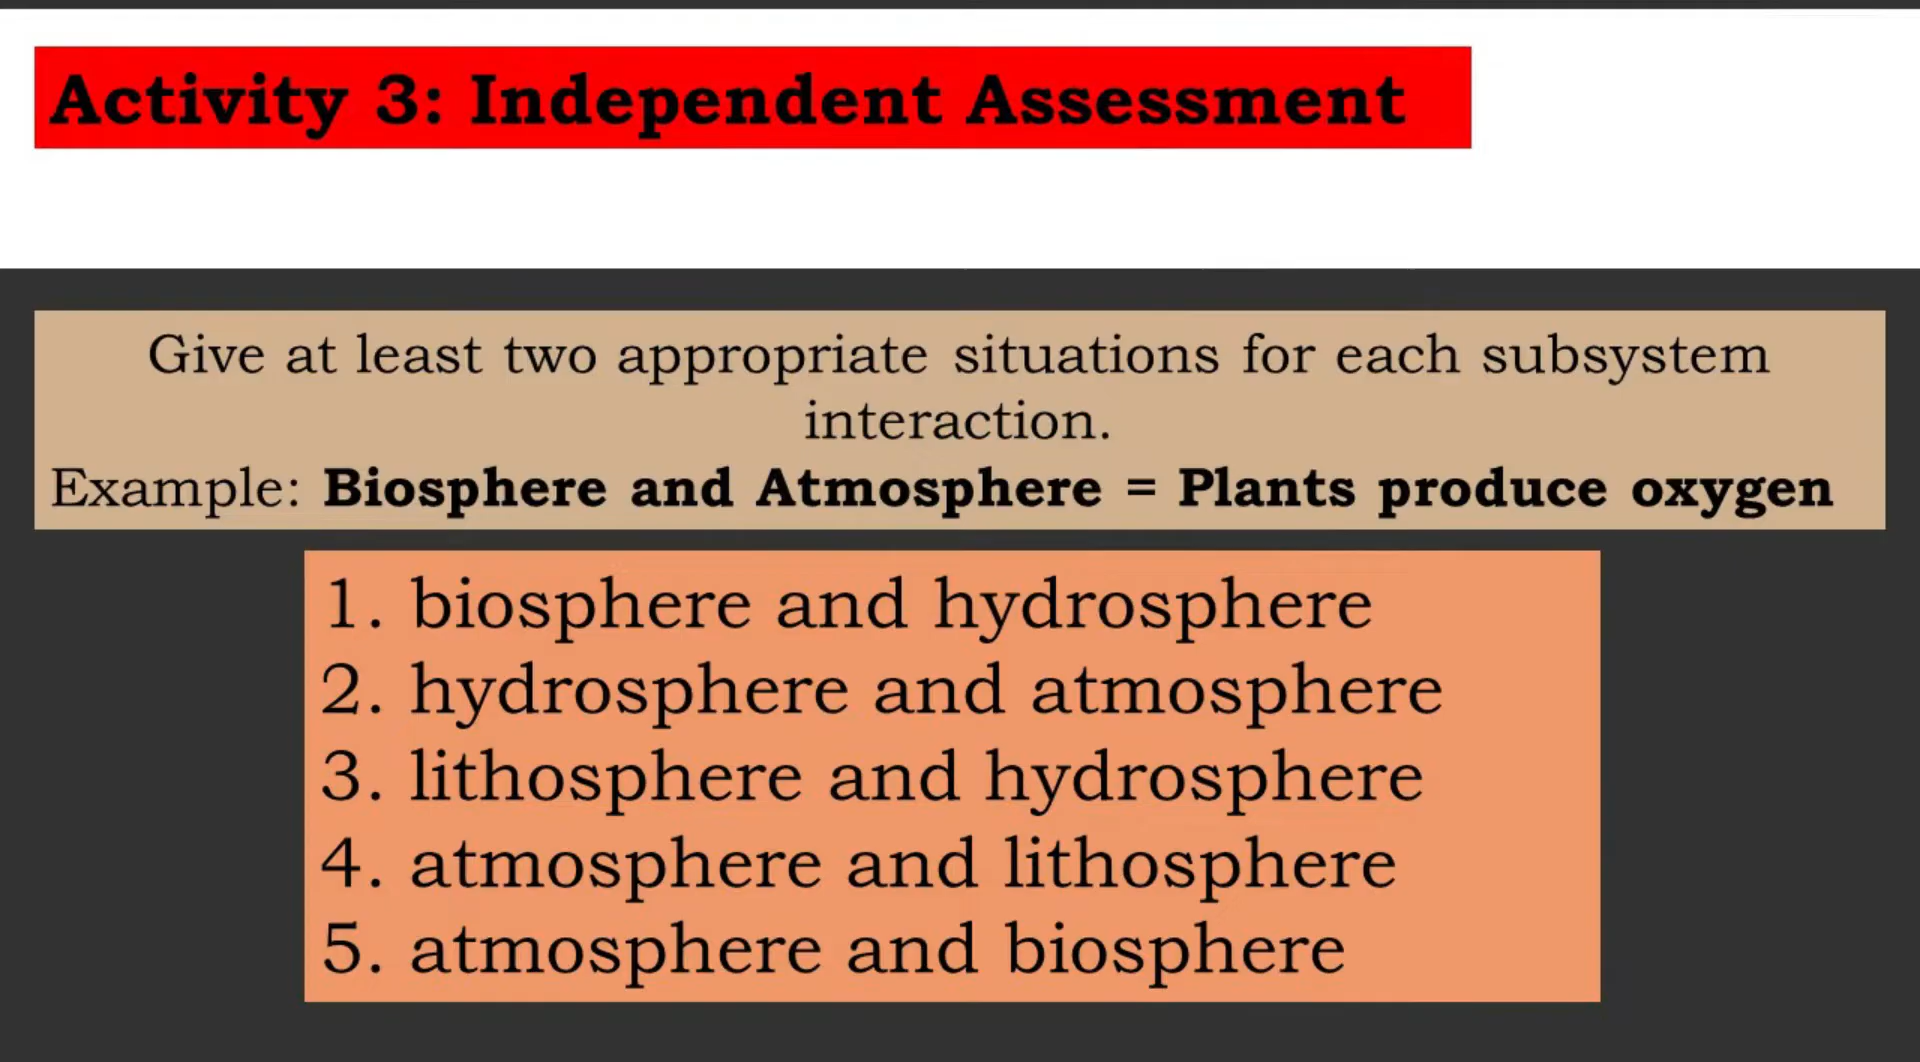 Activity 3: Independent Assessment
Give at least two appropriate situations for each subsystem
interaction.
Example: Biosphere and Atmosphere = Plants produce oxygen
1. biosphere and hydrosphere
2. hydrosphere and atmosphere
3. lithosphere and hydrosphere
4. atmosphere and lithosphere
5. atmosphere and biosphere